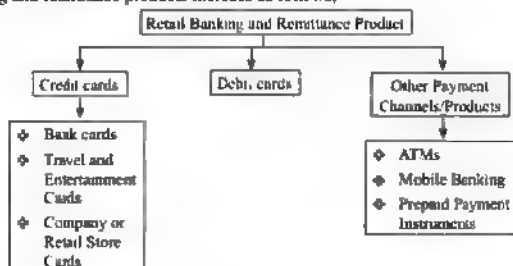 Retail Banking and Remittance Product
Credit cards
Debit cards
Other Payment
Channels/Products
❖ Bank cards
❖ Travel and
Entertainment
Cards
❖ Company or
Retail Store
Cards
❖ ATMs
❖ Mobile Banking
❖ Prepaid Payment
Instruments